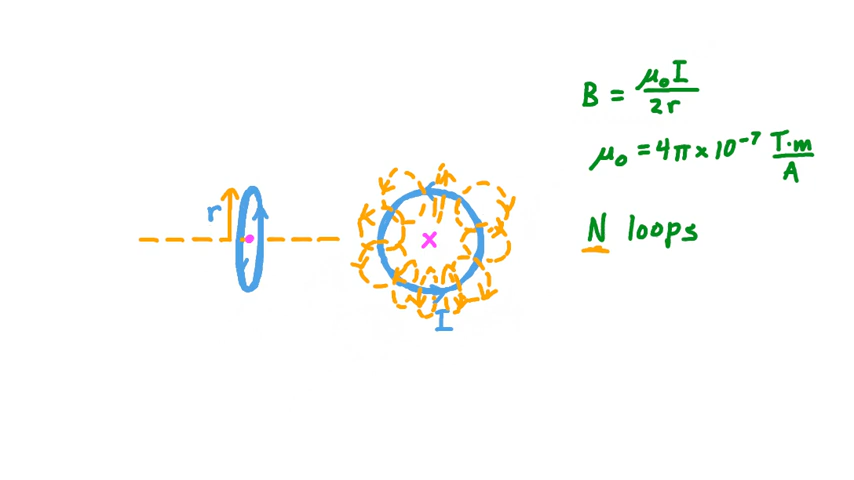 B = μ₀I / 2r
μ₀ = 4π × 10⁻⁷ T·m / A
r
x
N loops
I